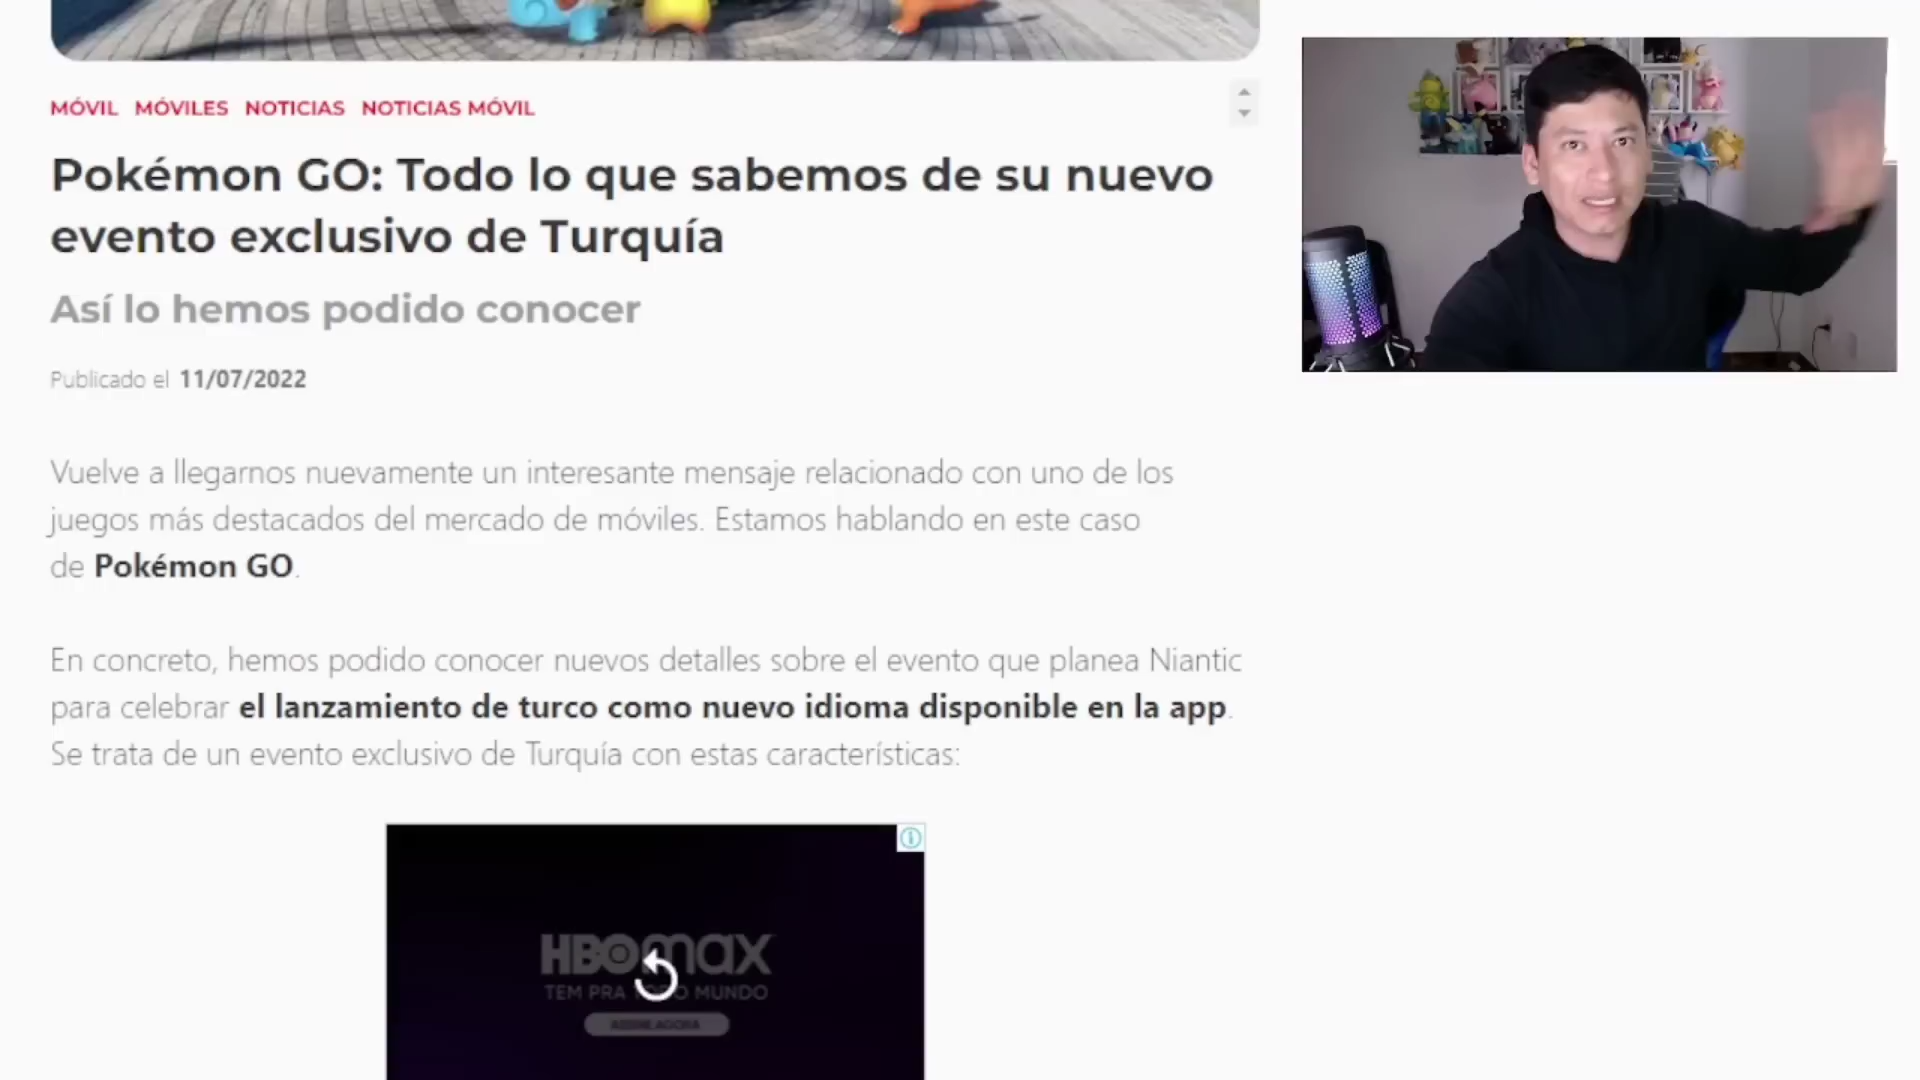 MÓVIL MÓVILES NOTICIAS NOTICIAS MÓVIL
Pokémon GO: Todo lo que sabemos de su nuevo
evento exclusivo de Turquía
Así lo hemos podido conocer
Publicado el 11/07/2022
Vuelve a llegarnos nuevamente un interesante mensaje relacionado con uno de los
juegos más destacados del mercado de móviles. Estamos hablando en este caso
de Pokémon GO.
En concreto, hemos podido conocer nuevos detalles sobre el evento que planea Niantic
para celebrar el lanzamiento de turco como nuevo idioma disponible en la app.
Se trata de un evento exclusivo de Turquía con estas características:
HBOmax
TEM PRA TODO MUNDO
ASSINE AGORA